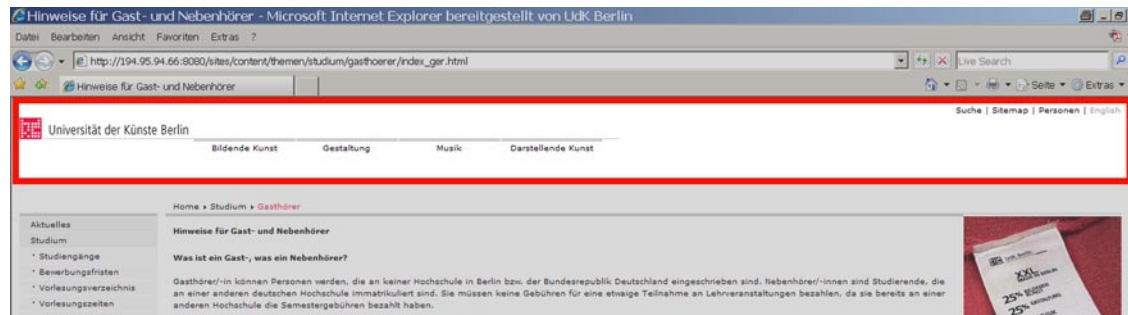 Hinweise für Gast- und Nebenhörer - Microsoft Internet Explorer bereitgestellt von UdK Berlin
Datei Bearbeiten Ansicht Favoriten Extras ?
http://194.95.94.66:8080/sites/content/themen/studium/gasthoerer/index_ger.html Live Search
Hinweise für Gast- und Nebenhörer Seite Extras
Suche | Sitemap | Personen | English
Universität der Künste Berlin
Bildende Kunst Gestaltung Musik Darstellende Kunst
Home Studium Gasthörer
Aktuelles
Studium
Studiengänge
Bewerbungsfristen
Vorlesungsverzeichnis
Vorlesungszeiten
Hinweise für Gast- und Nebenhörer
Was ist ein Gast-, was ein Nebenhörer?
Gasthörer/-in können Personen werden, die an keiner Hochschule in Berlin bzw. der Bundesrepublik Deutschland eingeschrieben sind. Nebenhörer/-innen sind Studierende, die
an einer anderen deutschen Hochschule immatrikuliert sind. Sie müssen keine Gebühren für eine etwaige Teilnahme an Lehrveranstaltungen bezahlen, da sie bereits an einer
anderen Hochschule die Semestergebühren bezahlt haben.
XXL
25%
25%